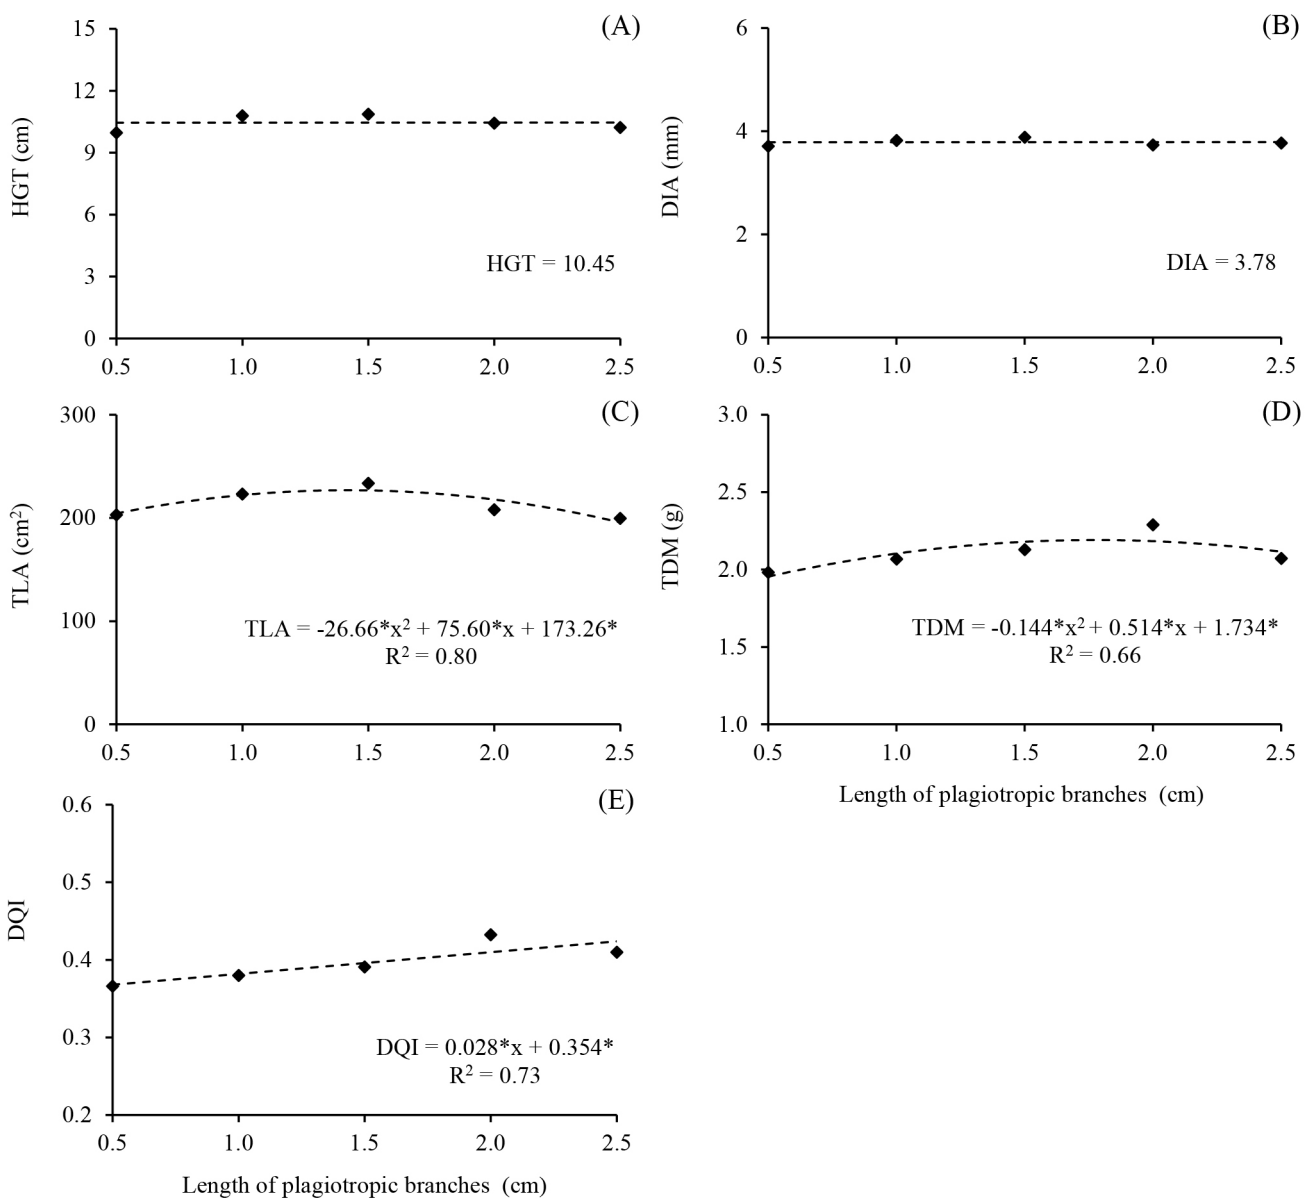 (A)
15
12
9
6
3
0
HGT (cm)
HGT = 10.45
0.5 1.0 1.5 2.0 2.5
(B)
6
4
2
0
DIA (mm)
DIA = 3.78
0.5 1.0 1.5 2.0 2.5
(C)
300
200
100
0
TLA (cm²)
TLA = -26.66*x² + 75.60*x + 173.26*
R² = 0.80
0.5 1.0 1.5 2.0 2.5
(D)
3.0
2.5
2.0
1.5
1.0
TDM (g)
TDM = -0.144*x² + 0.514*x + 1.734*
R² = 0.66
0.5 1.0 1.5 2.0 2.5
Length of plagiotropic branches (cm)
(E)
0.6
0.5
0.4
0.3
0.2
DQI
DQI = 0.028*x + 0.354*
R² = 0.73
0.5 1.0 1.5 2.0 2.5
Length of plagiotropic branches (cm)